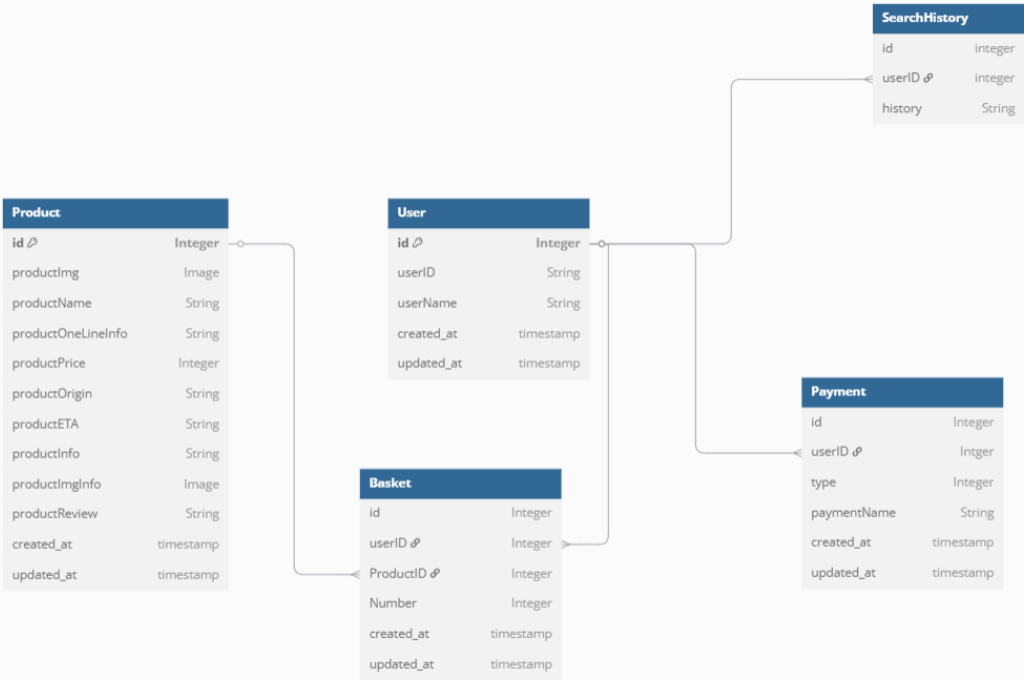 SearchHistory
id integer
userID integer
history String
Product
id Integer
productImg Image
productName String
productOneLineInfo String
productPrice Integer
productOrigin String
productETA String
productInfo String
productImgInfo Image
productReview String
created_at timestamp
updated_at timestamp
User
id Integer
userID String
userName String
created_at timestamp
updated_at timestamp
Basket
id Integer
userID Integer
ProductID Integer
Number Integer
created_at timestamp
updated_at timestamp
Payment
id Integer
userID Intger
type Integer
paymentName String
created_at timestamp
updated_at timestamp